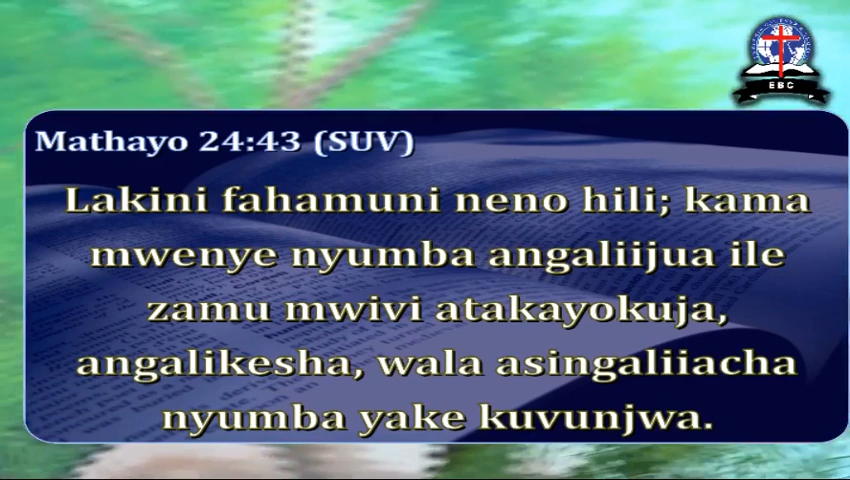 EBC
Mathayo 24:43 (SUV)
Lakini fahamuni neno hili; kama
mwenye nyumba angaliijua ile
zamu mwivi atakayokuja,
angalikesha, wala asingaliiacha
nyumba yake kuvunjwa.